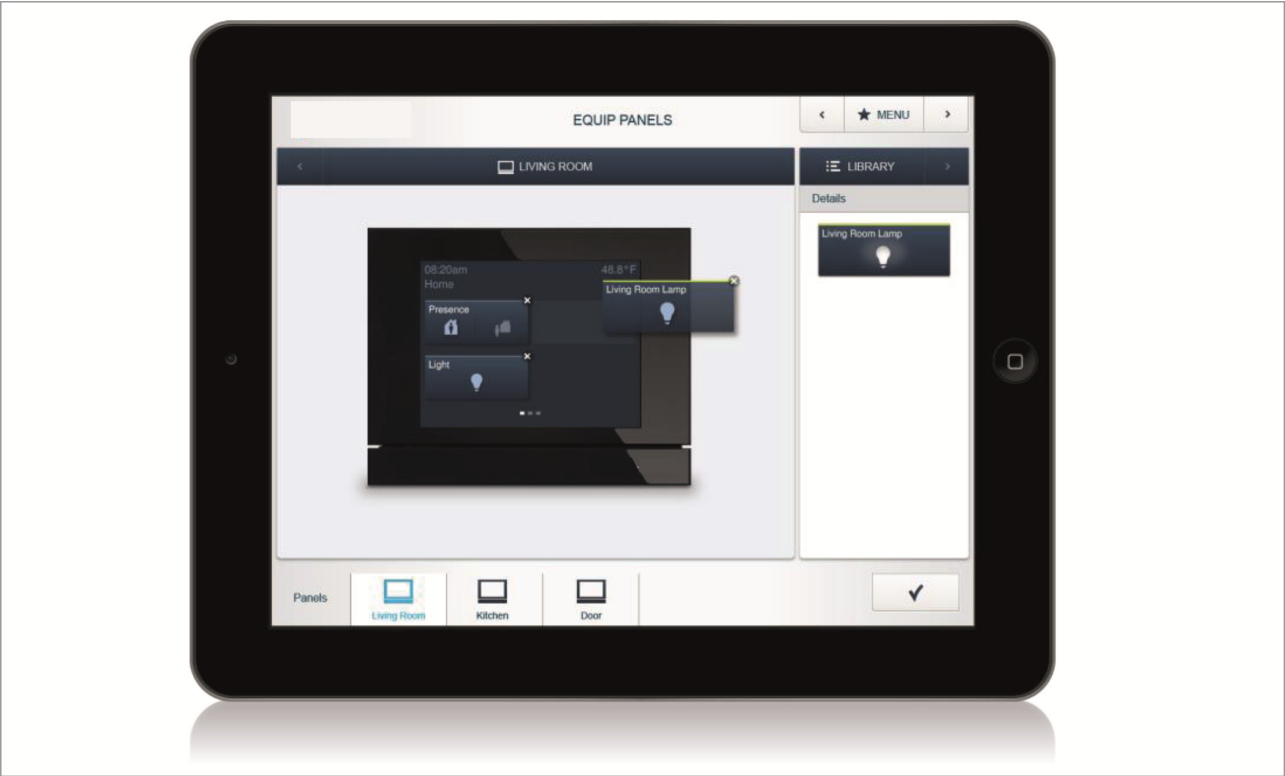 EQUIP PANELS
MENU
LIVING ROOM
LIBRARY
Details
Living Room Lamp
08:20am
48.8°F
Home
Living Room Lamp
Presence
Light
Panels
Living Room
Kitchen
Door